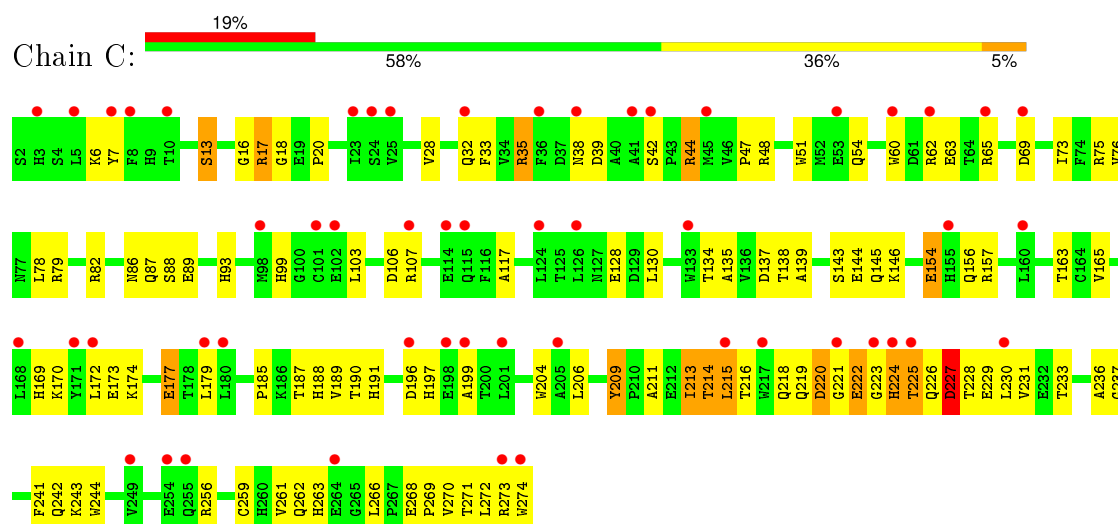 19%
Chain C:
58% 36% 5%
S2 H3 S4 L5 K6 Y7 F8 H9 T10 S13 G16 R17 G18 E19 P20 I23 S24 V25 V28 Q32 F33 V34 R35 F36 D37 N38 D39 A40 A41 S42 P43 R44 M45 V46 P47 R48 W51 M52 E53 Q54 W60 D61 R62 E63 T64 R65 D69 I73 F74 R75 V76
N77 L78 R79 R82 N86 Q87 S88 E89 H93 M98 H99 G100 C101 E102 L103 D106 R107 E114 Q115 F116 A117 L124 T125 L126 N127 E128 D129 L130 W133 T134 A135 V136 D137 T138 A139 S143 E144 Q145 K146 E154 H155 Q156 R157 L160 T163 C164 V165
L168 H169 K170 Y171 L172 E173 K174 E177 T178 L179 L180 P185 K186 T187 H188 V189 T190 H191 D196 H197 E198 A199 T200 L201 W204 A205 L206 Y209 P210 A211 E212 I213 T214 L215 T216 W217 Q218 Q219 D220 G221 E222 G223 H224 T225 Q226 D227 T228 E229 L230 V231 E232 T233 A236 G237
F241 Q242 K243 W244 V249 E254 Q255 R256 C259 H260 V261 Q262 H263 E264 G265 L266 P267 E268 P269 V270 T271 L272 R273 W274